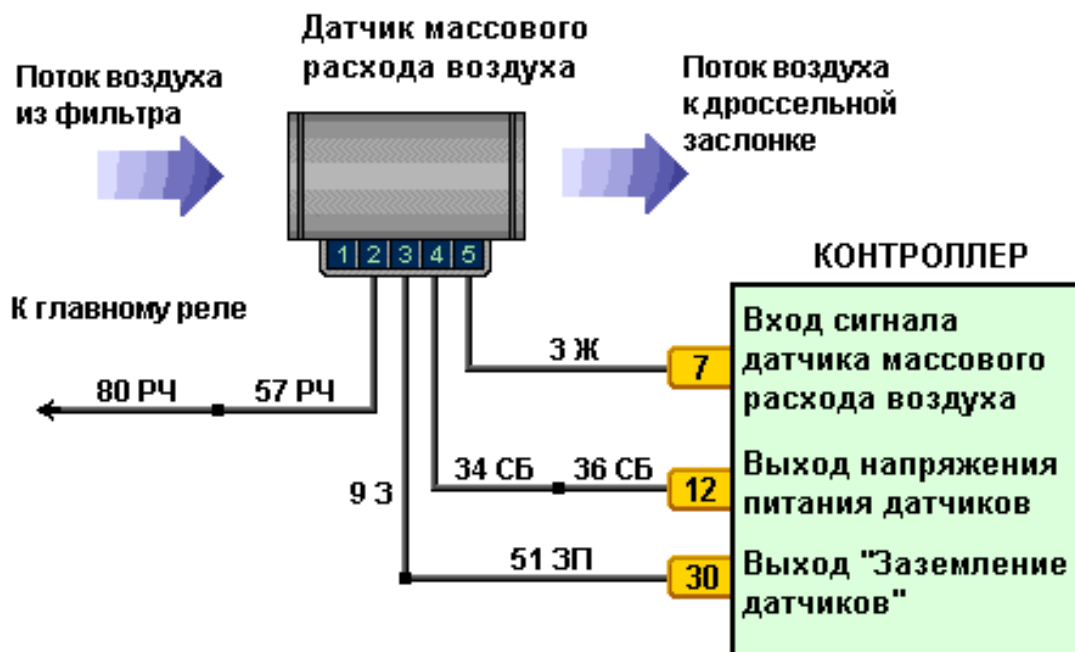 Датчик массового
расхода воздуха
Поток воздуха
из фильтра
Поток воздуха
к дроссельной
заслонке
1 2 3 4 5
КОНТРОЛЛЕР
К главному реле
Вход сигнала
датчика массового
расхода воздуха
3 Ж
7
80 РЧ
57 РЧ
34 СБ
36 СБ
12
Выход напряжения
питания датчиков
9 З
51 ЗП
30
Выход "Заземление
датчиков"